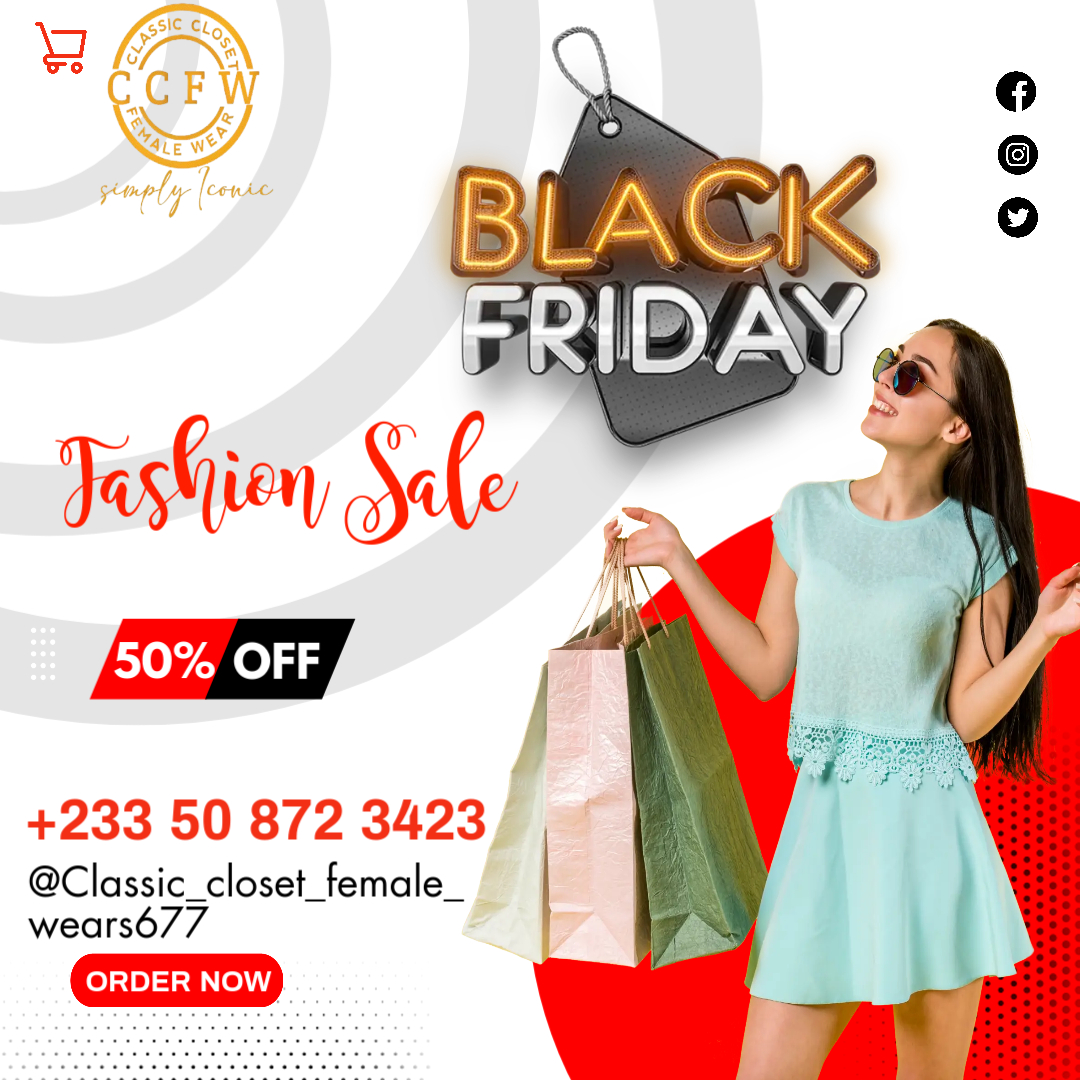 CLASSIC CLOSET
CCFW
FEMALE WEAR
simply Iconic
BLACK
FRIDAY
Fashion Sale
50% OFF
+233 50 872 3423
@Classic_closet_female_
wears677
ORDER NOW